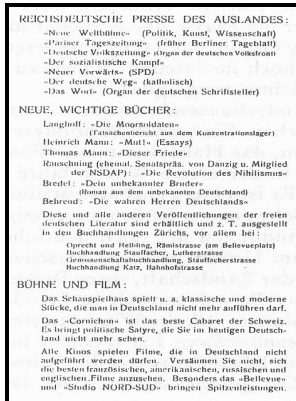 REICHSDEUTSCHE PRESSE DES AUSLANDES:
«Neue Weltbühne» (Politik, Kunst, Wissenschaft)
«Pariser Tageszeitung» (früher Berliner Tageblatt)
«Deutsche Volkszeitung» (Organ der deutschen Volksfront)
«Der sozialistische Kampf»
«Neuer Vorwärts» (SPD)
«Der deutsche Weg» (katholisch)
«Das Wort» (Organ der deutschen Schriftsteller)
NEUE, WICHTIGE BÜCHER:
Langhoff: «Die Moorsoldaten»
(Tatsachenbericht aus dem Konzentrationslager)
Heinrich Mann: «Mut!» (Essays)
Thomas Mann: «Dieser Friede»
Rauschning (ehemal. Senatspräs. von Danzig u. Mitglied
der NSDAP): «Die Revolution des Nihilismus»
Bredel: «Dein unbekannter Bruder»
(Roman aus dem unbekannten Deutschland)
Behrend: «Die wahren Herren Deutschlands»
Diese und alle anderen Veröffentlichungen der freien
deutschen Literatur sind erhältlich und z. T. ausgestellt
in den Buchhandlungen Zürichs, vor allem bei:
Oprecht und Helbling, Rämistrasse (am Bellevueplatz)
Buchhandlung Stauffacher, Lutherstrasse
Genossenschaftsbuchhandlung, Stauffacherstrasse
Buchhandlung Katz, Bahnhofstrasse
BÜHNE UND FILM:
Das Schauspielhaus spielt u. a. klassische und moderne
Stücke, die man in Deutschland nicht mehr aufführen darf.
Das «Cornichon» ist das beste Cabaret der Schweiz.
Es bringt politische Satyre, die Sie im heutigen Deutsch-
land nicht mehr sehen.
Alle Kinos spielen Filme, die in Deutschland nicht
aufgeführt werden dürfen. Versäumen Sie nicht, sich
die besten französischen, amerikanischen, russischen und
englischen Filme anzusehen. Besonders das «Bellevue»
und «Studio NORD-SUD» bringen Spitzenleistungen.